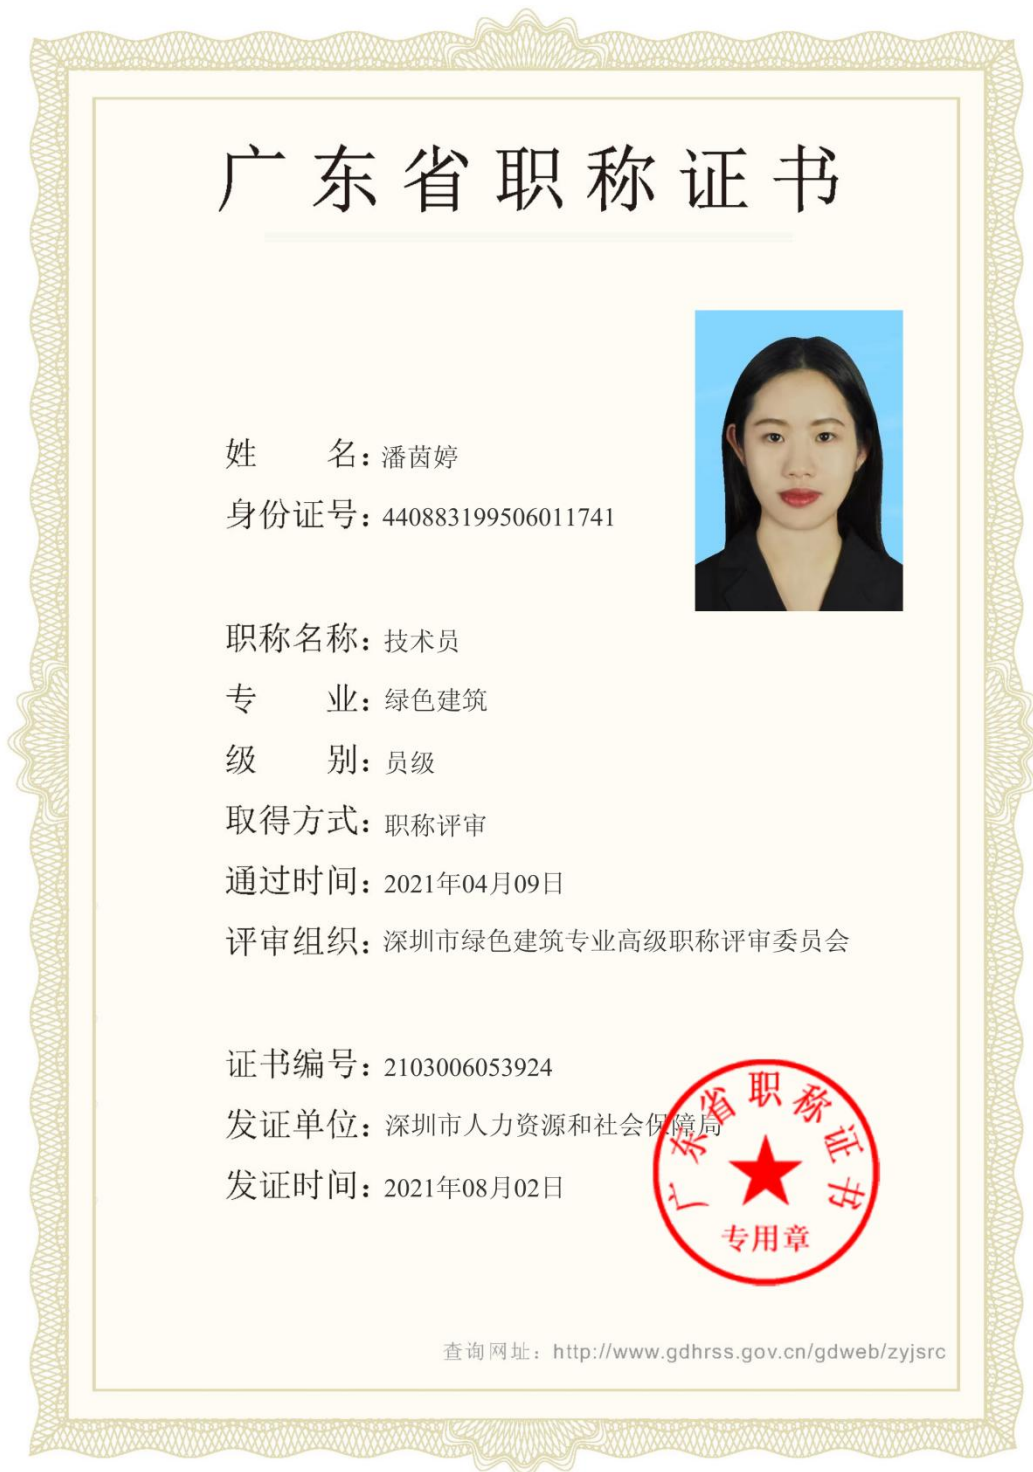 广东省职称证书
姓　　名：潘茵婷
身份证号：440883199506011741
职称名称：技术员
专　　业：绿色建筑
级　　别：员级
取得方式：职称评审
通过时间：2021年04月09日
评审组织：深圳市绿色建筑专业高级职称评审委员会
证书编号：2103006053924
发证单位：深圳市人力资源和社会保障局
发证时间：2021年08月02日
广东省职称证书
专用章
查询网址：http://www.gdhrss.gov.cn/gdweb/zyjsrc